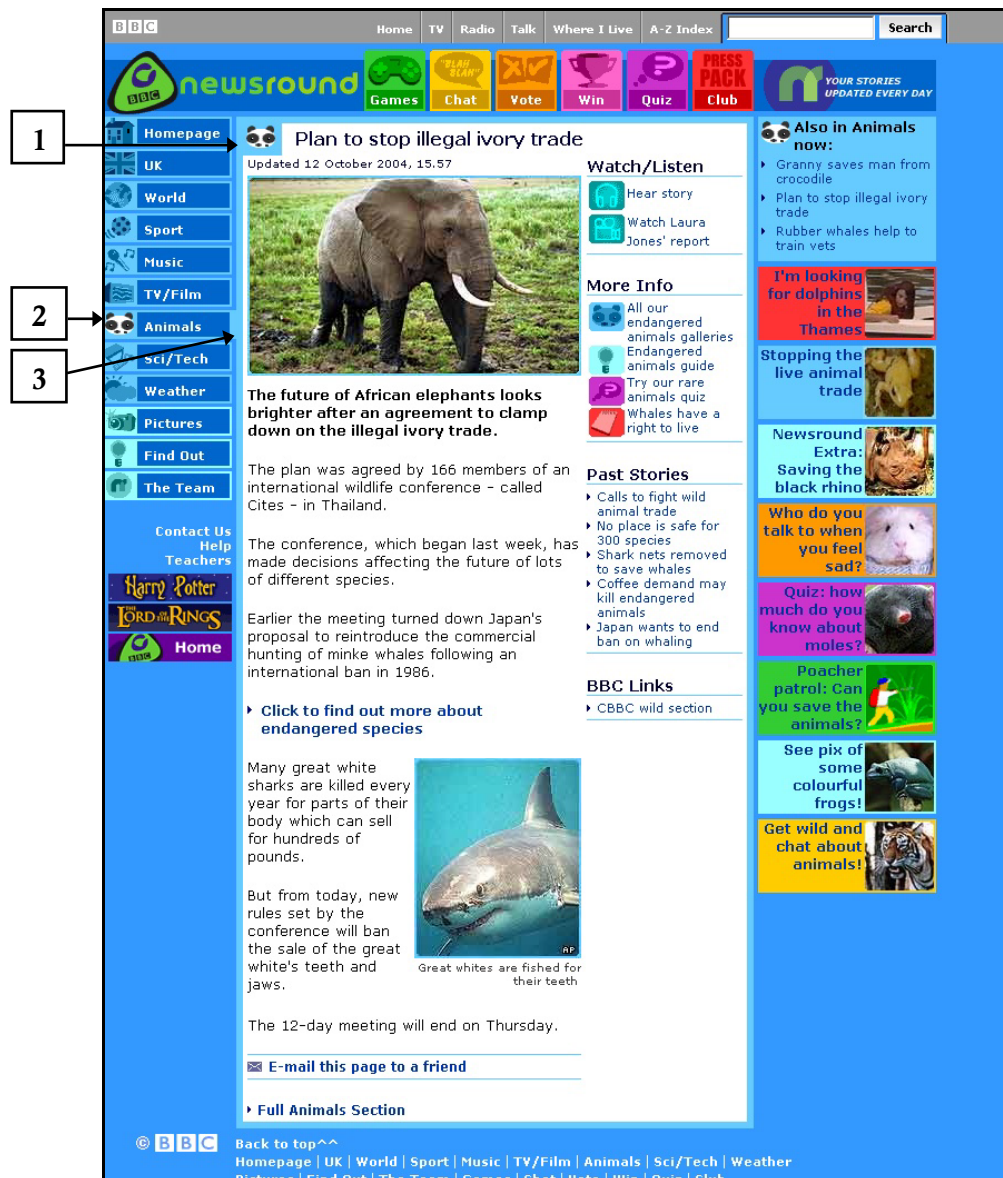 BBC
Home TV Radio Talk Where I Live A-Z Index Search
BBC newsround
Games
"BLAH BLAH" Chat
Vote
Win
Quiz
PRESS PACK Club
YOUR STORIES
UPDATED EVERY DAY
1
2
3
Homepage
UK
World
Sport
Music
TV/Film
Animals
Sci/Tech
Weather
Pictures
Find Out
The Team
Contact Us
Help
Teachers
Harry Potter
THE LORD OF THE RINGS
BBC Home
Plan to stop illegal ivory trade
Updated 12 October 2004, 15.57
The future of African elephants looks
brighter after an agreement to clamp
down on the illegal ivory trade.
The plan was agreed by 166 members of an
international wildlife conference - called
Cites - in Thailand.
The conference, which began last week, has
made decisions affecting the future of lots
of different species.
Earlier the meeting turned down Japan's
proposal to reintroduce the commercial
hunting of minke whales following an
international ban in 1986.
Click to find out more about
endangered species
Many great white
sharks are killed every
year for parts of their
body which can sell
for hundreds of
pounds.
But from today, new
rules set by the
conference will ban
the sale of the great
white's teeth and
jaws.
AP
Great whites are fished for
their teeth
The 12-day meeting will end on Thursday.
E-mail this page to a friend
Full Animals Section
Watch/Listen
Hear story
Watch Laura
Jones' report
More Info
All our
endangered
animals galleries
Endangered
animals guide
Try our rare
animals quiz
Whales have a
right to live
Past Stories
Calls to fight wild
animal trade
No place is safe for
300 species
Shark nets removed
to save whales
Coffee demand may
kill endangered
animals
Japan wants to end
ban on whaling
BBC Links
CBBC wild section
Also in Animals
now:
Granny saves man from
crocodile
Plan to stop illegal ivory
trade
Rubber whales help to
train vets
I'm looking
for dolphins
in the
Thames
Stopping the
live animal
trade
Newsround
Extra:
Saving the
black rhino
Who do you
talk to when
you feel
sad?
Quiz: how
much do you
know about
moles?
Poacher
patrol: Can
you save the
animals?
See pix of
some
colourful
frogs!
Get wild and
chat about
animals!
© BBC
Back to top^^
Homepage | UK | World | Sport | Music | TV/Film | Animals | Sci/Tech | Weather
Pictures | Find Out | The Team | Games | Chat | Vote | Win | Quiz | Club